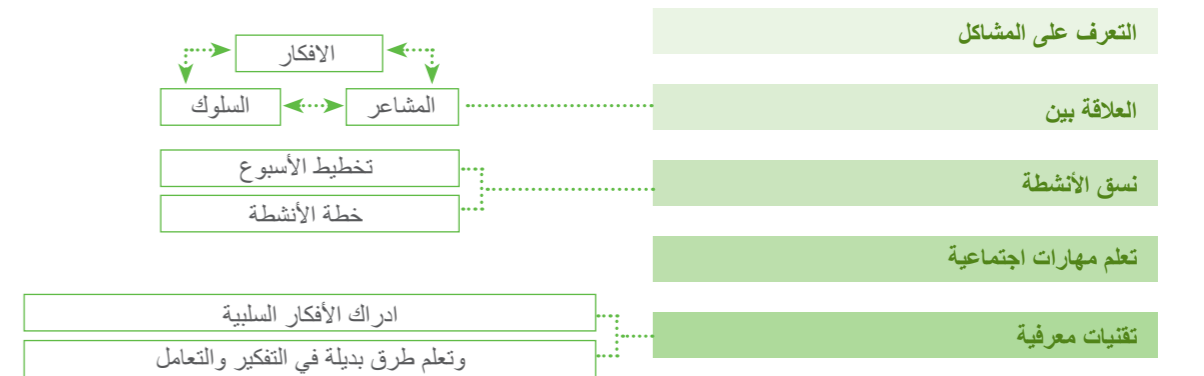 التعرف على المشاكل
الافكار
العلاقة بين
المشاعر
السلوك
نسق الأنشطة
تخطيط الأسبوع
خطة الأنشطة
تعلم مهارات اجتماعية
تقنيات معرفية
ادراك الأفكار السلبية
وتعلم طرق بديلة في التفكير والتعامل